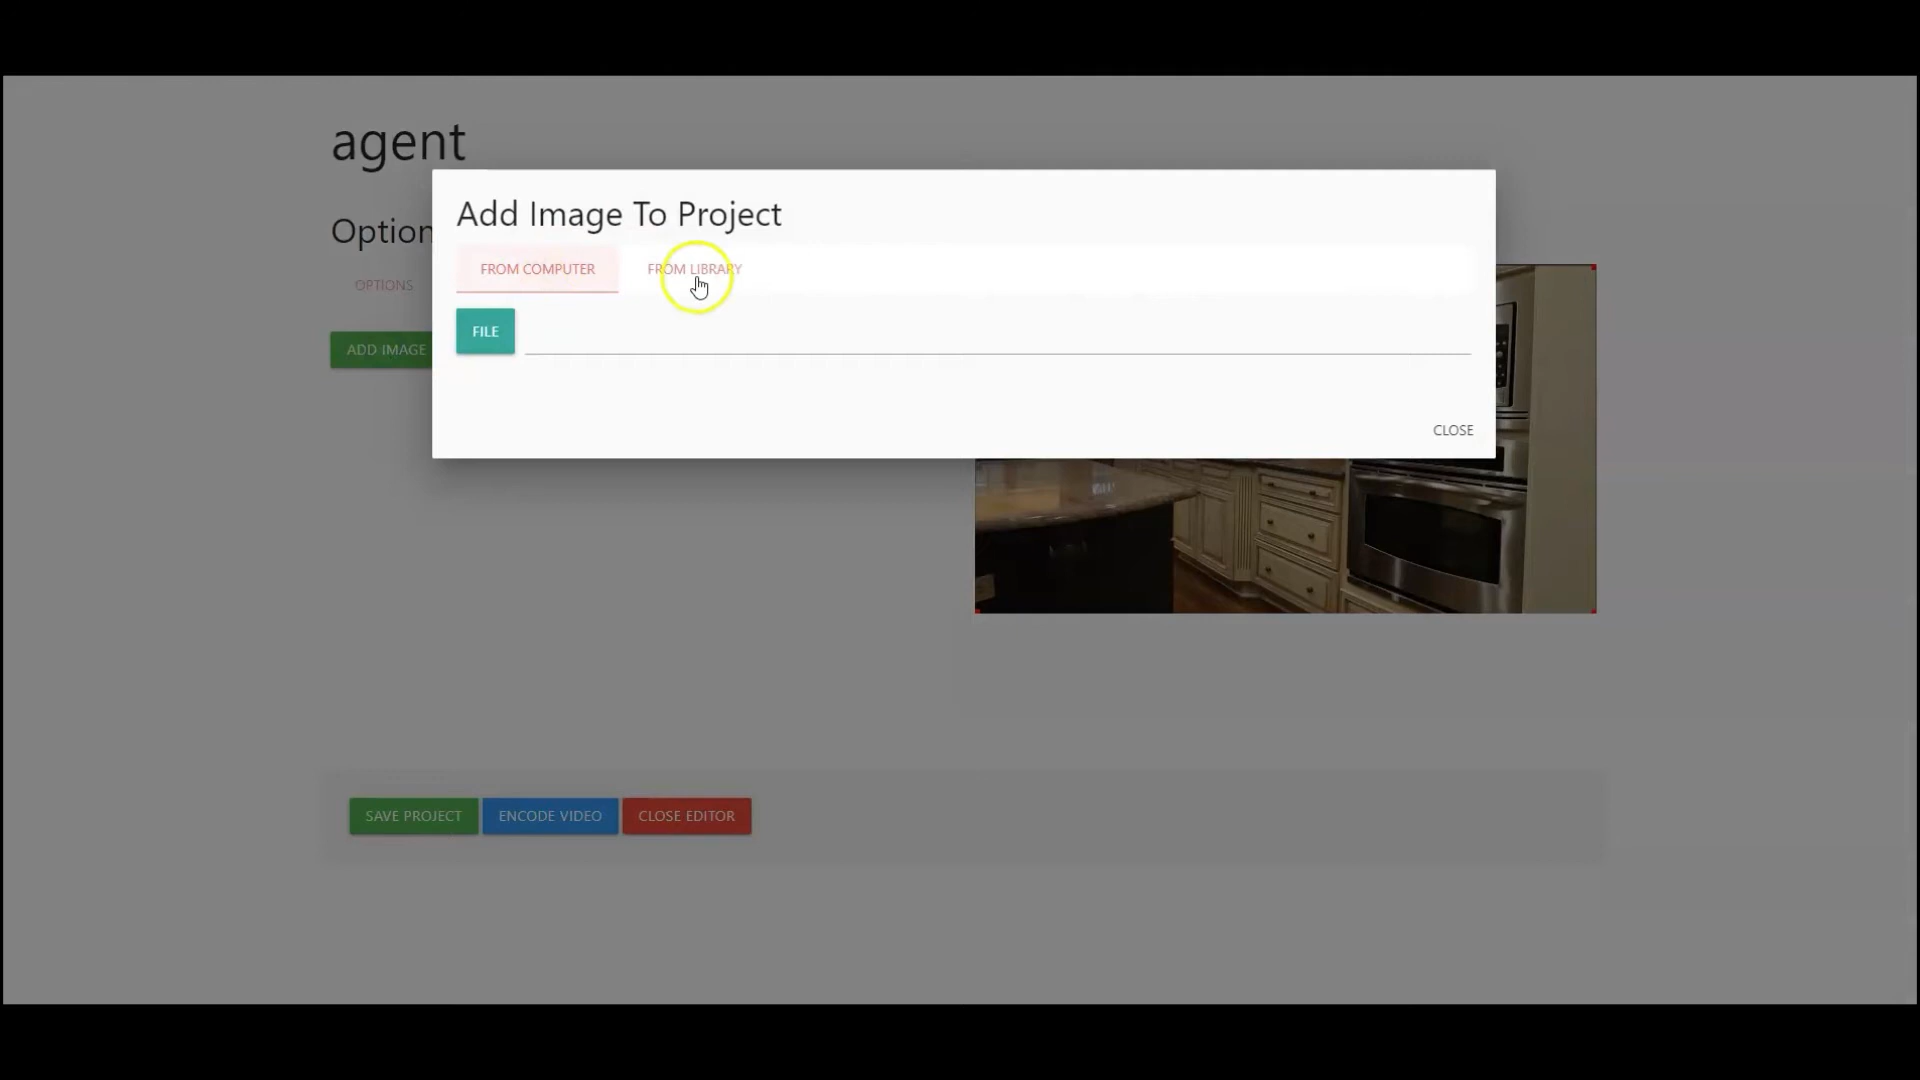 agent
Add Image To Project
Option
FROM COMPUTER
FROM LIBRARY
OPTIONS
FILE
ADD IMAGE
CLOSE
SAVE PROJECT
ENCODE VIDEO
CLOSE EDITOR